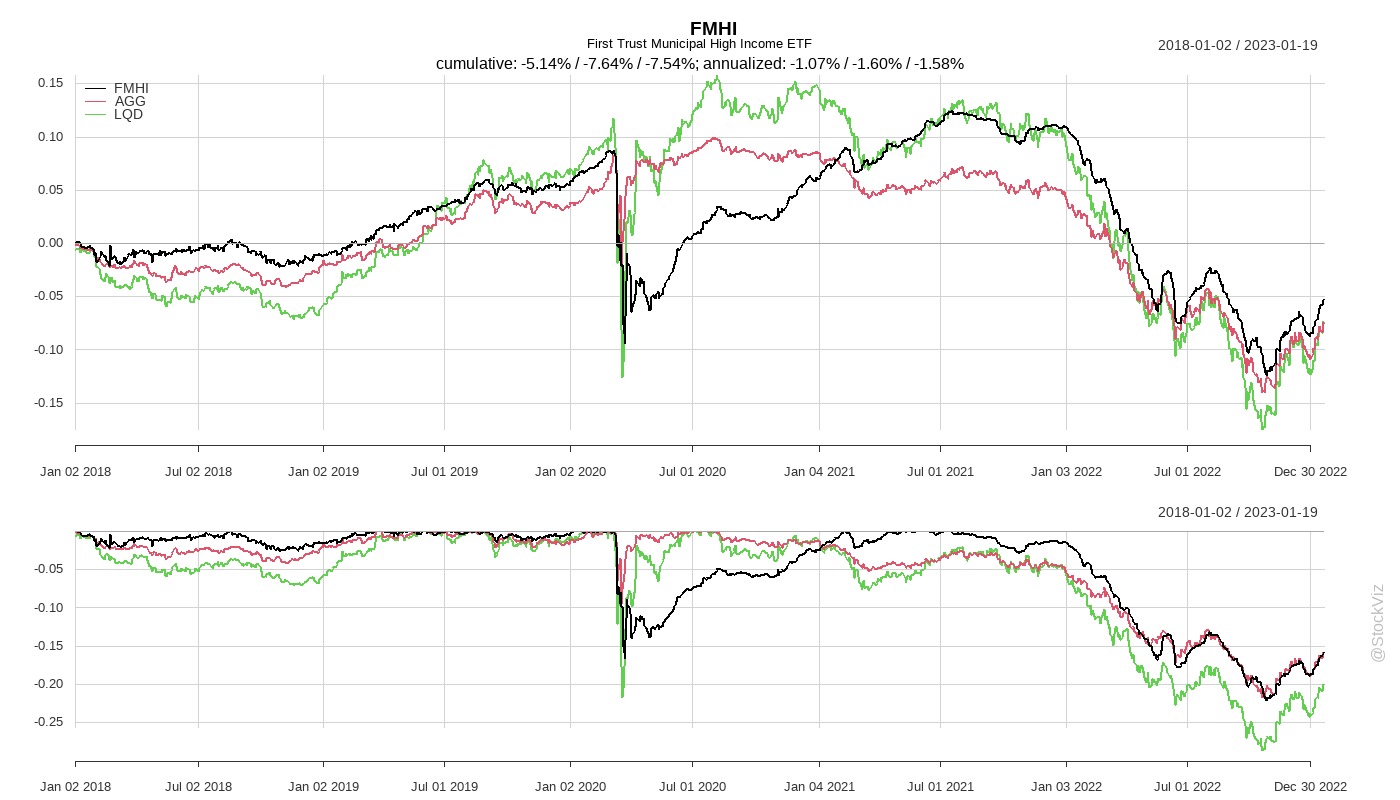 FMHI
First Trust Municipal High Income ETF
2018-01-02 / 2023-01-19
cumulative: -5.14% / -7.64% / -7.54%; annualized: -1.07% / -1.60% / -1.58%
FMHI
AGG
LQD
0.15
0.10
0.05
0.00
-0.05
-0.10
-0.15
Jan 02 2018 Jul 02 2018 Jan 02 2019 Jul 01 2019 Jan 02 2020 Jul 01 2020 Jan 04 2021 Jul 01 2021 Jan 03 2022 Jul 01 2022 Dec 30 2022
2018-01-02 / 2023-01-19
-0.05
-0.10
-0.15
-0.20
-0.25
Jan 02 2018 Jul 02 2018 Jan 02 2019 Jul 01 2019 Jan 02 2020 Jul 01 2020 Jan 04 2021 Jul 01 2021 Jan 03 2022 Jul 01 2022 Dec 30 2022
@StockViz